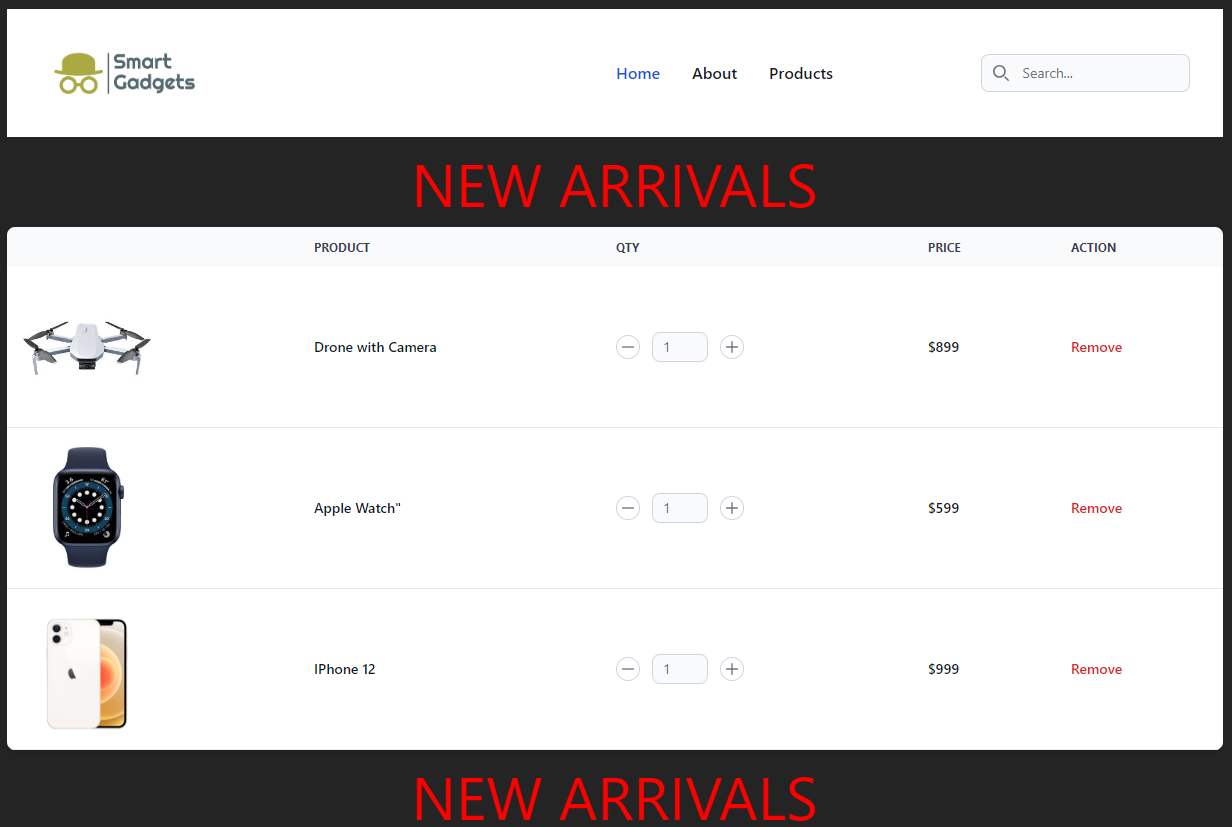 Smart
Gadgets
Home About Products
Search...
NEW ARRIVALS
PRODUCT QTY PRICE ACTION
Drone with Camera 1 $899 Remove
Apple Watch" 1 $599 Remove
IPhone 12 1 $999 Remove
NEW ARRIVALS